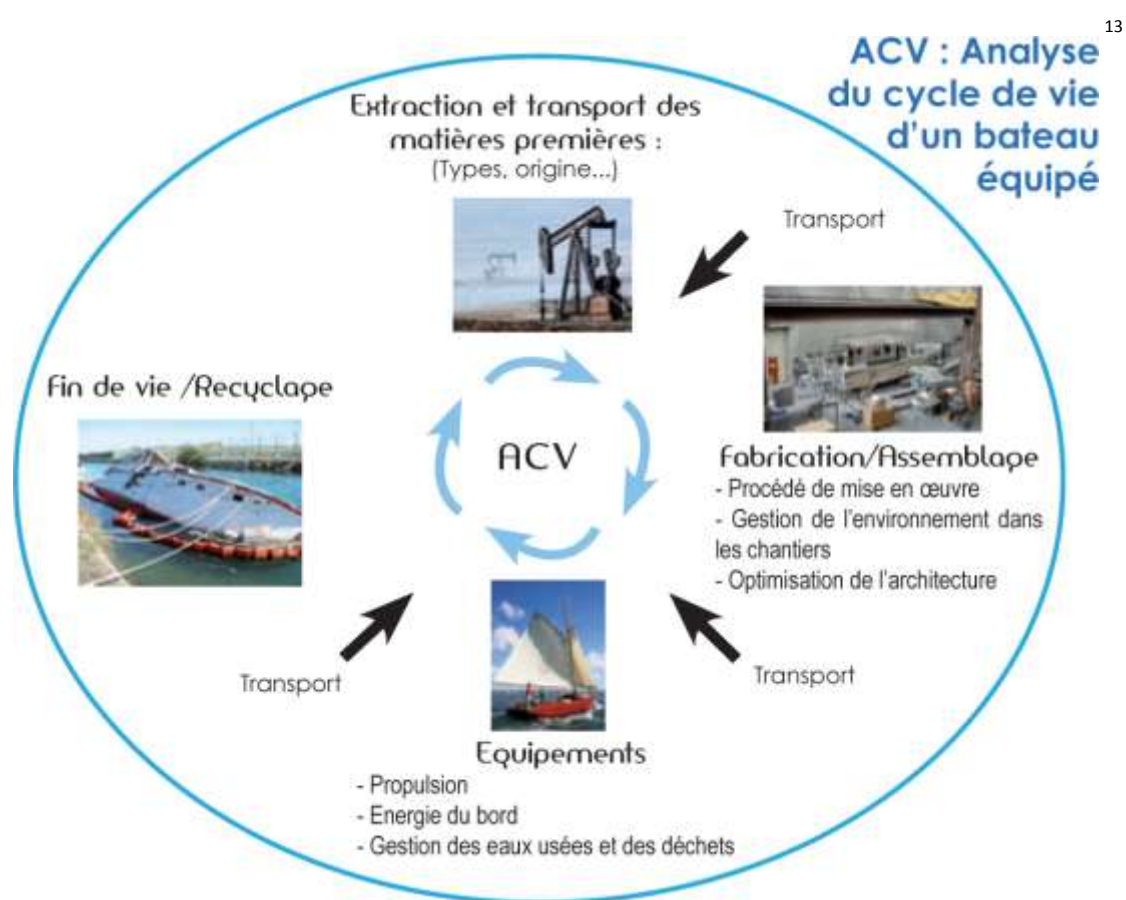 13
ACV : Analyse
du cycle de vie
d'un bateau
équipé
Extraction et transport des
matières premières :
(Types, origine...)
Transport
Fin de vie /Recyclage
ACV
Fabrication/Assemblage
- Procédé de mise en œuvre
- Gestion de l'environnement dans
les chantiers
- Optimisation de l'architecture
Transport
Transport
Equipements
- Propulsion
- Energie du bord
- Gestion des eaux usées et des déchets